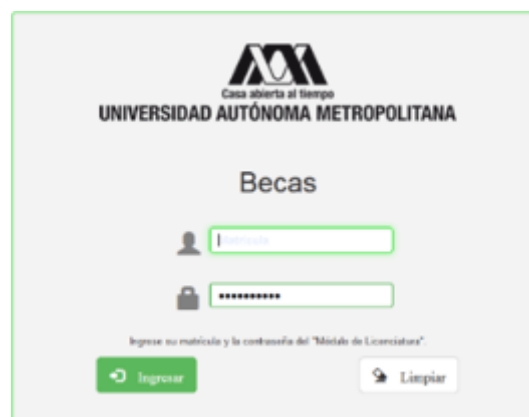 Casa abierta al tiempo
UNIVERSIDAD AUTÓNOMA METROPOLITANA
Becas
Matrícula
••••••••••
Ingrese su matrícula y la contraseña del "Módulo de Licenciatura".
Ingresar
Limpiar